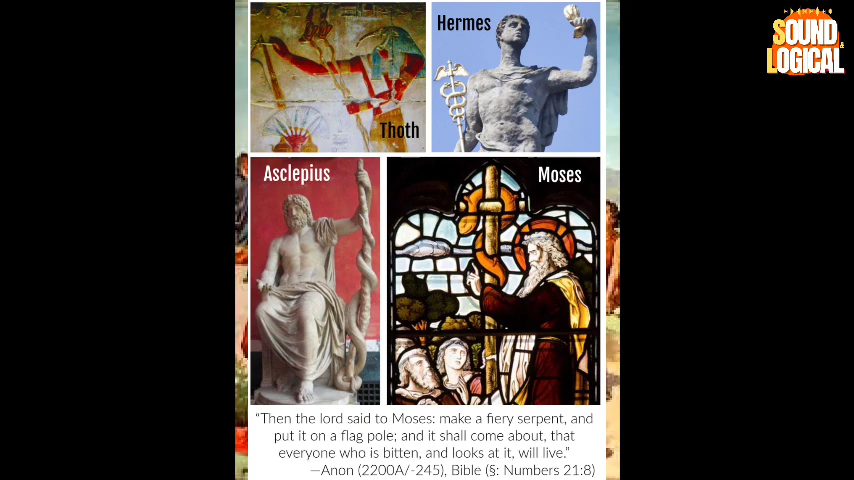 Hermes
SOUND &
LOGICAL
Thoth
Asclepius
Moses
“Then the lord said to Moses: make a fiery serpent, and
put it on a flag pole; and it shall come about, that
everyone who is bitten, and looks at it, will live.”
—Anon (2200A/-245), Bible (§: Numbers 21:8)